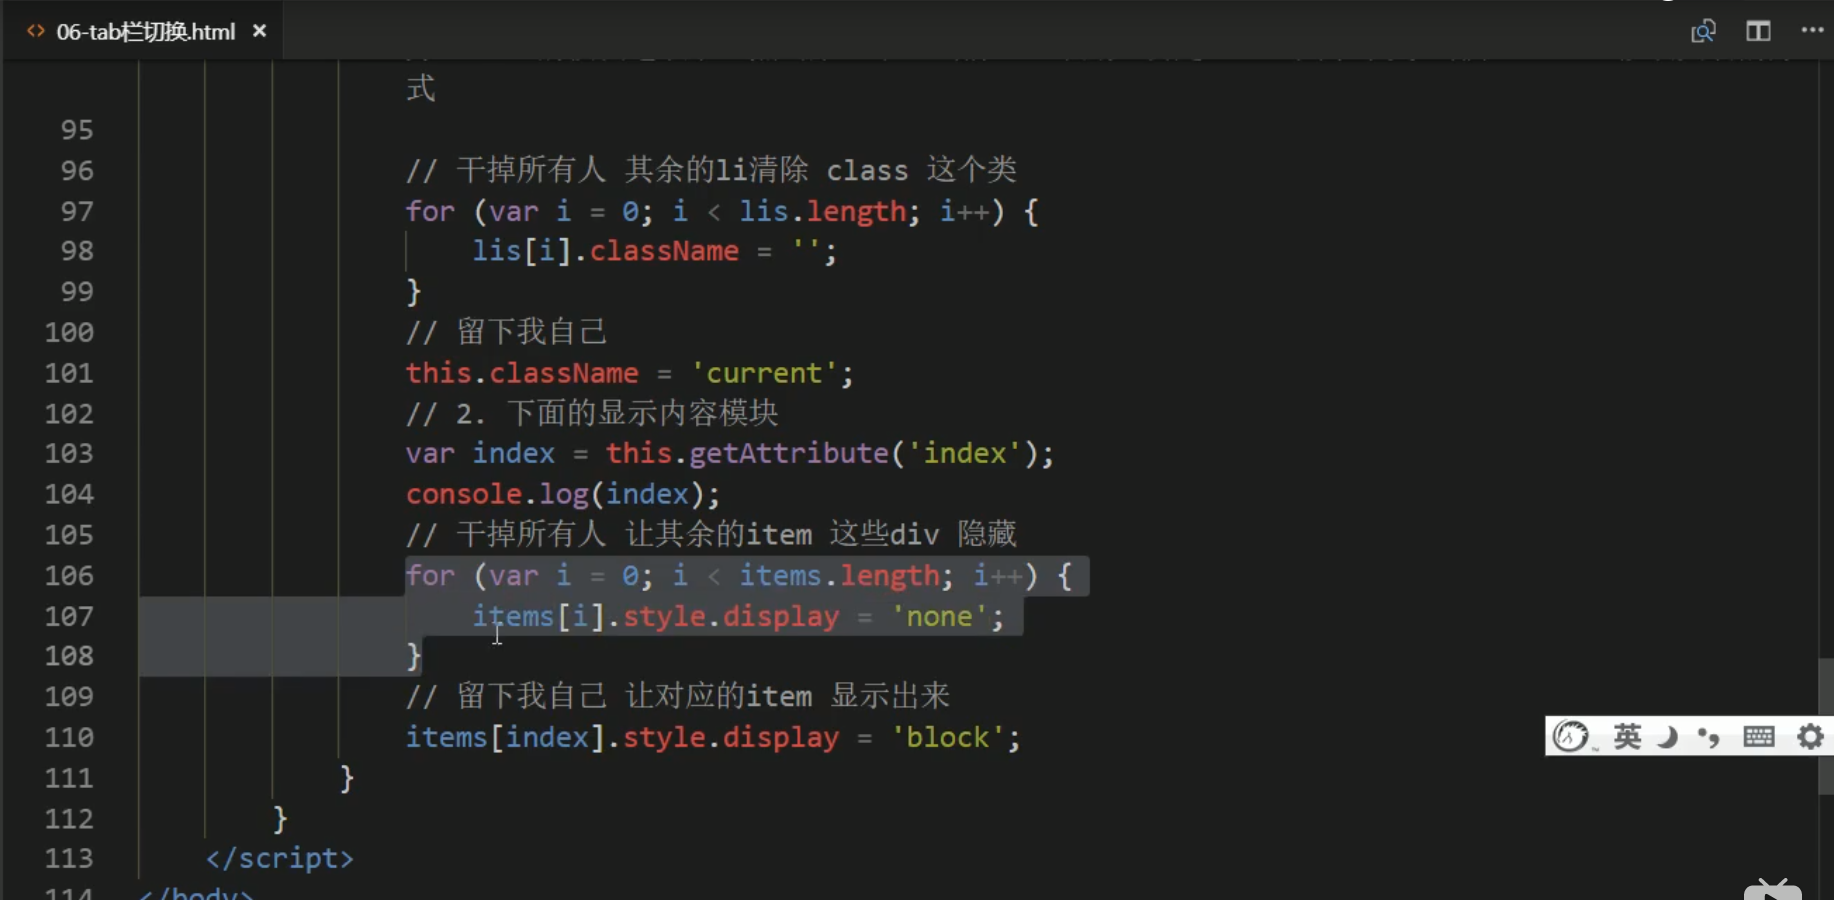 06-tab栏切换.html
式
95
96 // 干掉所有人 其余的li清除 class 这个类
97 for (var i = 0; i < lis.length; i++) {
98 lis[i].className = '';
99 }
100 // 留下我自己
101 this.className = 'current';
102 // 2. 下面的显示内容模块
103 var index = this.getAttribute('index');
104 console.log(index);
105 // 干掉所有人 让其余的item 这些div 隐藏
106 for (var i = 0; i < items.length; i++) {
107 items[i].style.display = 'none';
108 }
109 // 留下我自己 让对应的item 显示出来
110 items[index].style.display = 'block';
英
111 }
112 }
113 </script>
114 </body>